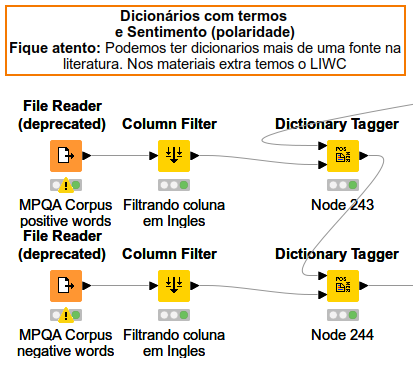 Dicionários com termos
e Sentimento (polaridade)
Fique atento: Podemos ter dicionarios mais de uma fonte na
literatura. Nos materiais extra temos o LIWC
File Reader
(deprecated) Column Filter Dictionary Tagger
POS
MPQA Corpus Filtrando coluna Node 243
positive words em Ingles
File Reader
(deprecated) Column Filter Dictionary Tagger
POS
MPQA Corpus Filtrando coluna Node 244
negative words em Ingles